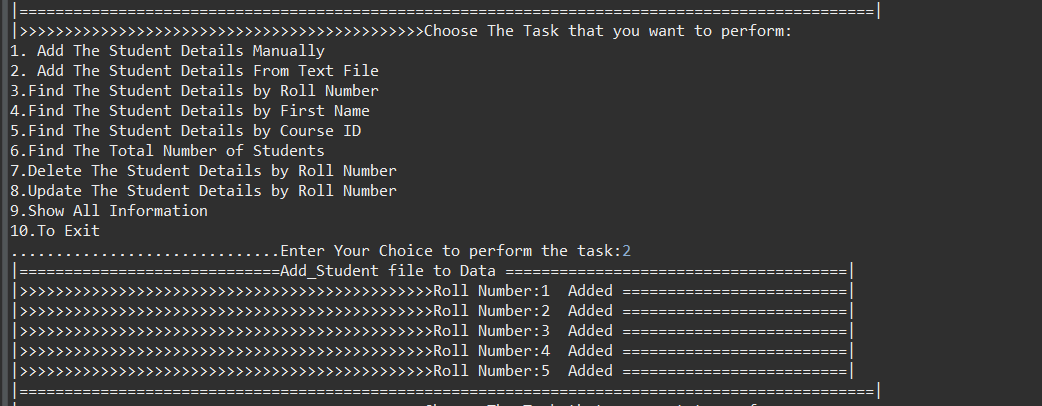 |===============================================================================================|
|>>>>>>>>>>>>>>>>>>>>>>>>>>>>>>>>>>>>>>>>>>>>>Choose The Task that you want to perform:
1. Add The Student Details Manually
2. Add The Student Details From Text File
3.Find The Student Details by Roll Number
4.Find The Student Details by First Name
5.Find The Student Details by Course ID
6.Find The Total Number of Students
7.Delete The Student Details by Roll Number
8.Update The Student Details by Roll Number
9.Show All Information
10.To Exit
..............................Enter Your Choice to perform the task:2
|=============================Add_Student file to Data ======================================|
|>>>>>>>>>>>>>>>>>>>>>>>>>>>>>>>>>>>>>>>>>>>>>>Roll Number:1  Added =========================|
|>>>>>>>>>>>>>>>>>>>>>>>>>>>>>>>>>>>>>>>>>>>>>>Roll Number:2  Added =========================|
|>>>>>>>>>>>>>>>>>>>>>>>>>>>>>>>>>>>>>>>>>>>>>>Roll Number:3  Added =========================|
|>>>>>>>>>>>>>>>>>>>>>>>>>>>>>>>>>>>>>>>>>>>>>>Roll Number:4  Added =========================|
|>>>>>>>>>>>>>>>>>>>>>>>>>>>>>>>>>>>>>>>>>>>>>>Roll Number:5  Added =========================|
|===============================================================================================|